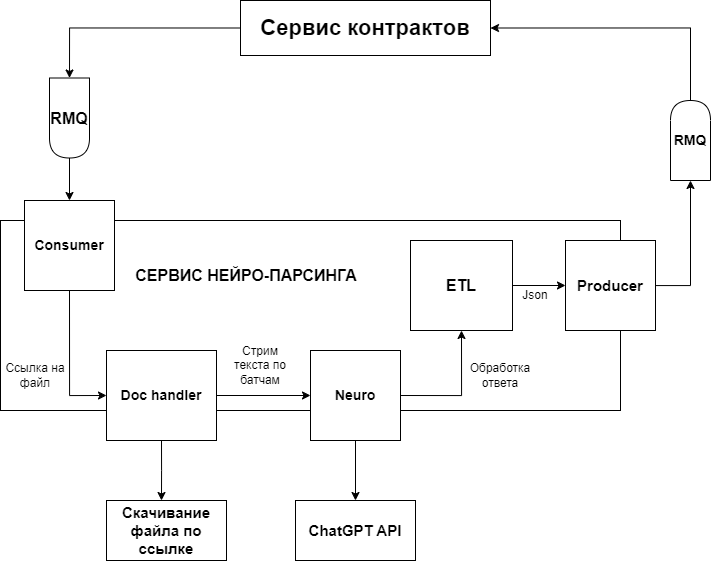 Сервис контрактов
RMQ
RMQ
Consumer
СЕРВИС НЕЙРО-ПАРСИНГА
ETL
Json
Producer
Ссылка на
файл
Doc handler
Стрим
текста по
батчам
Neuro
Обработка
ответа
Скачивание
файла по
ссылке
ChatGPT API